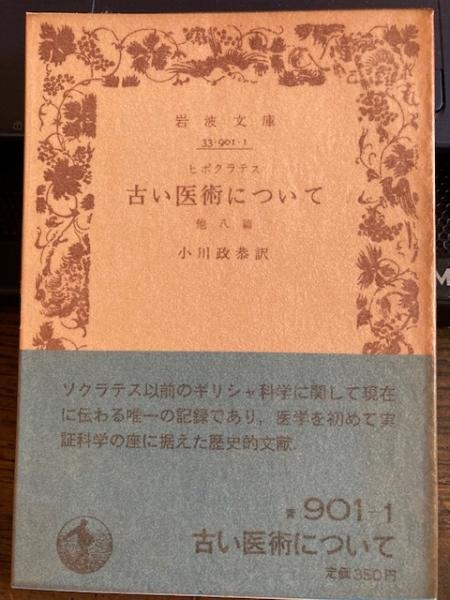 岩波文庫
33-901-1
ヒポクラテス
古い医術について
他八篇
小川政恭訳
ソクラテス以前のギリシャ科学に関して現在
に伝わる唯一の記録であり，医学を初めて実
証科学の座に据えた歴史的文献.
青 901-1
古い医術について
定価350円